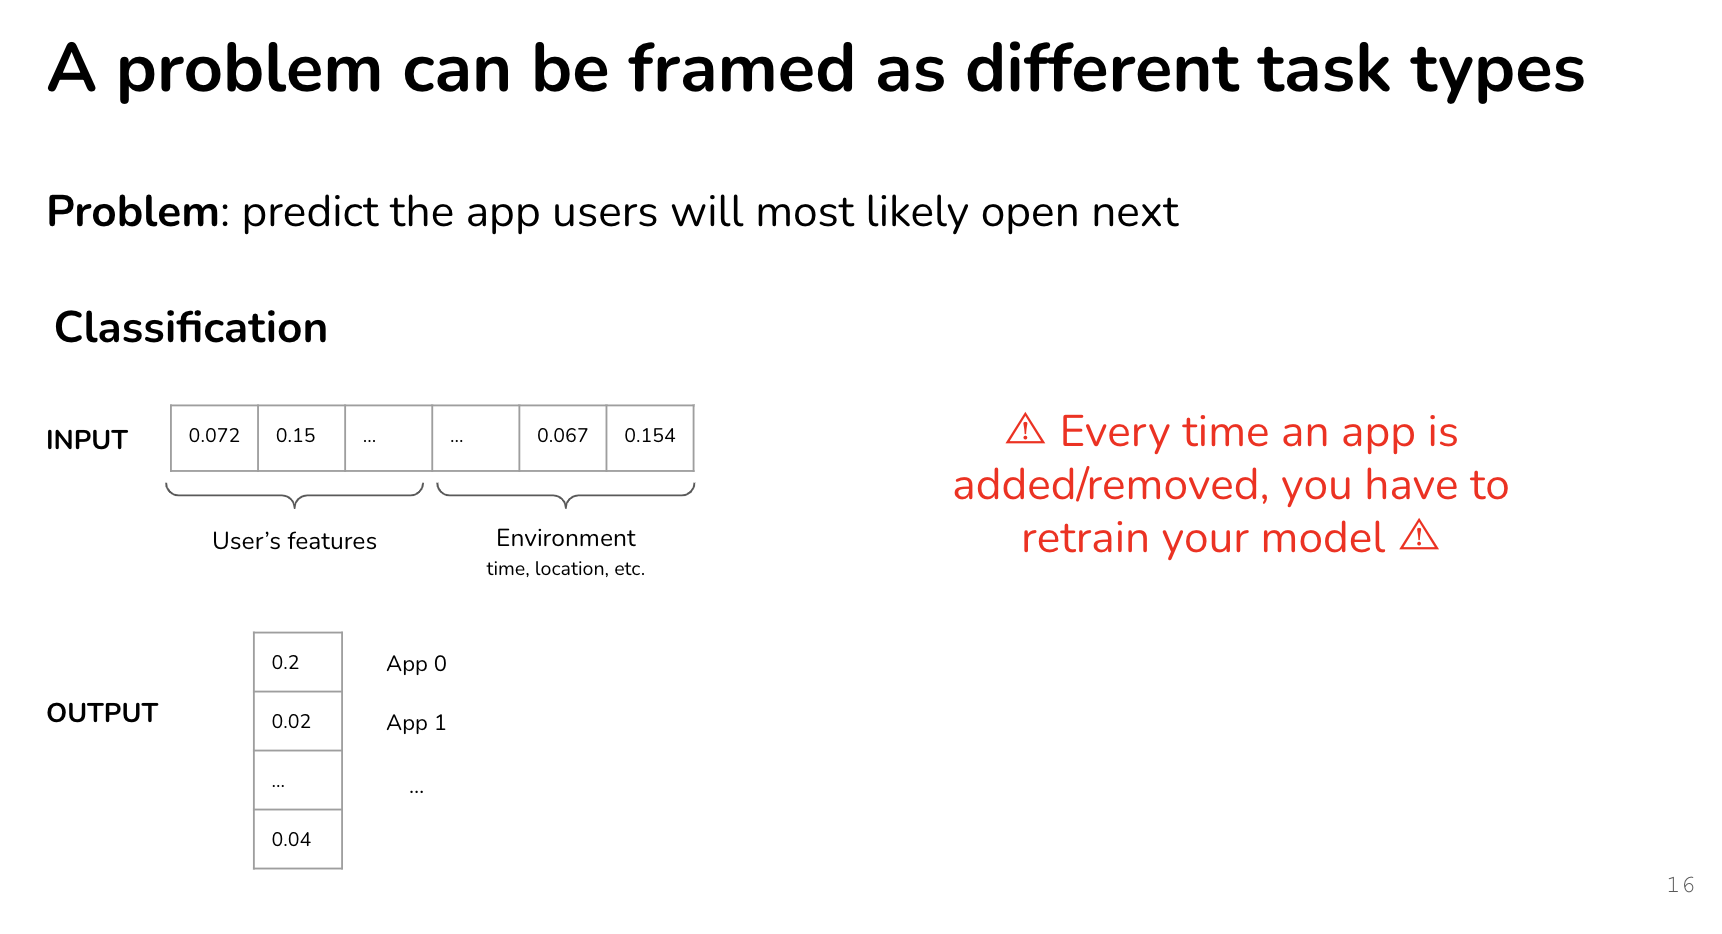 A problem can be framed as different task types
Problem: predict the app users will most likely open next
Classification
INPUT
0.072 0.15 ... ... 0.067 0.154
User’s features
Environment
time, location, etc.
⚠ Every time an app is
added/removed, you have to
retrain your model ⚠
OUTPUT
0.2 App 0
0.02 App 1
... ...
0.04
16